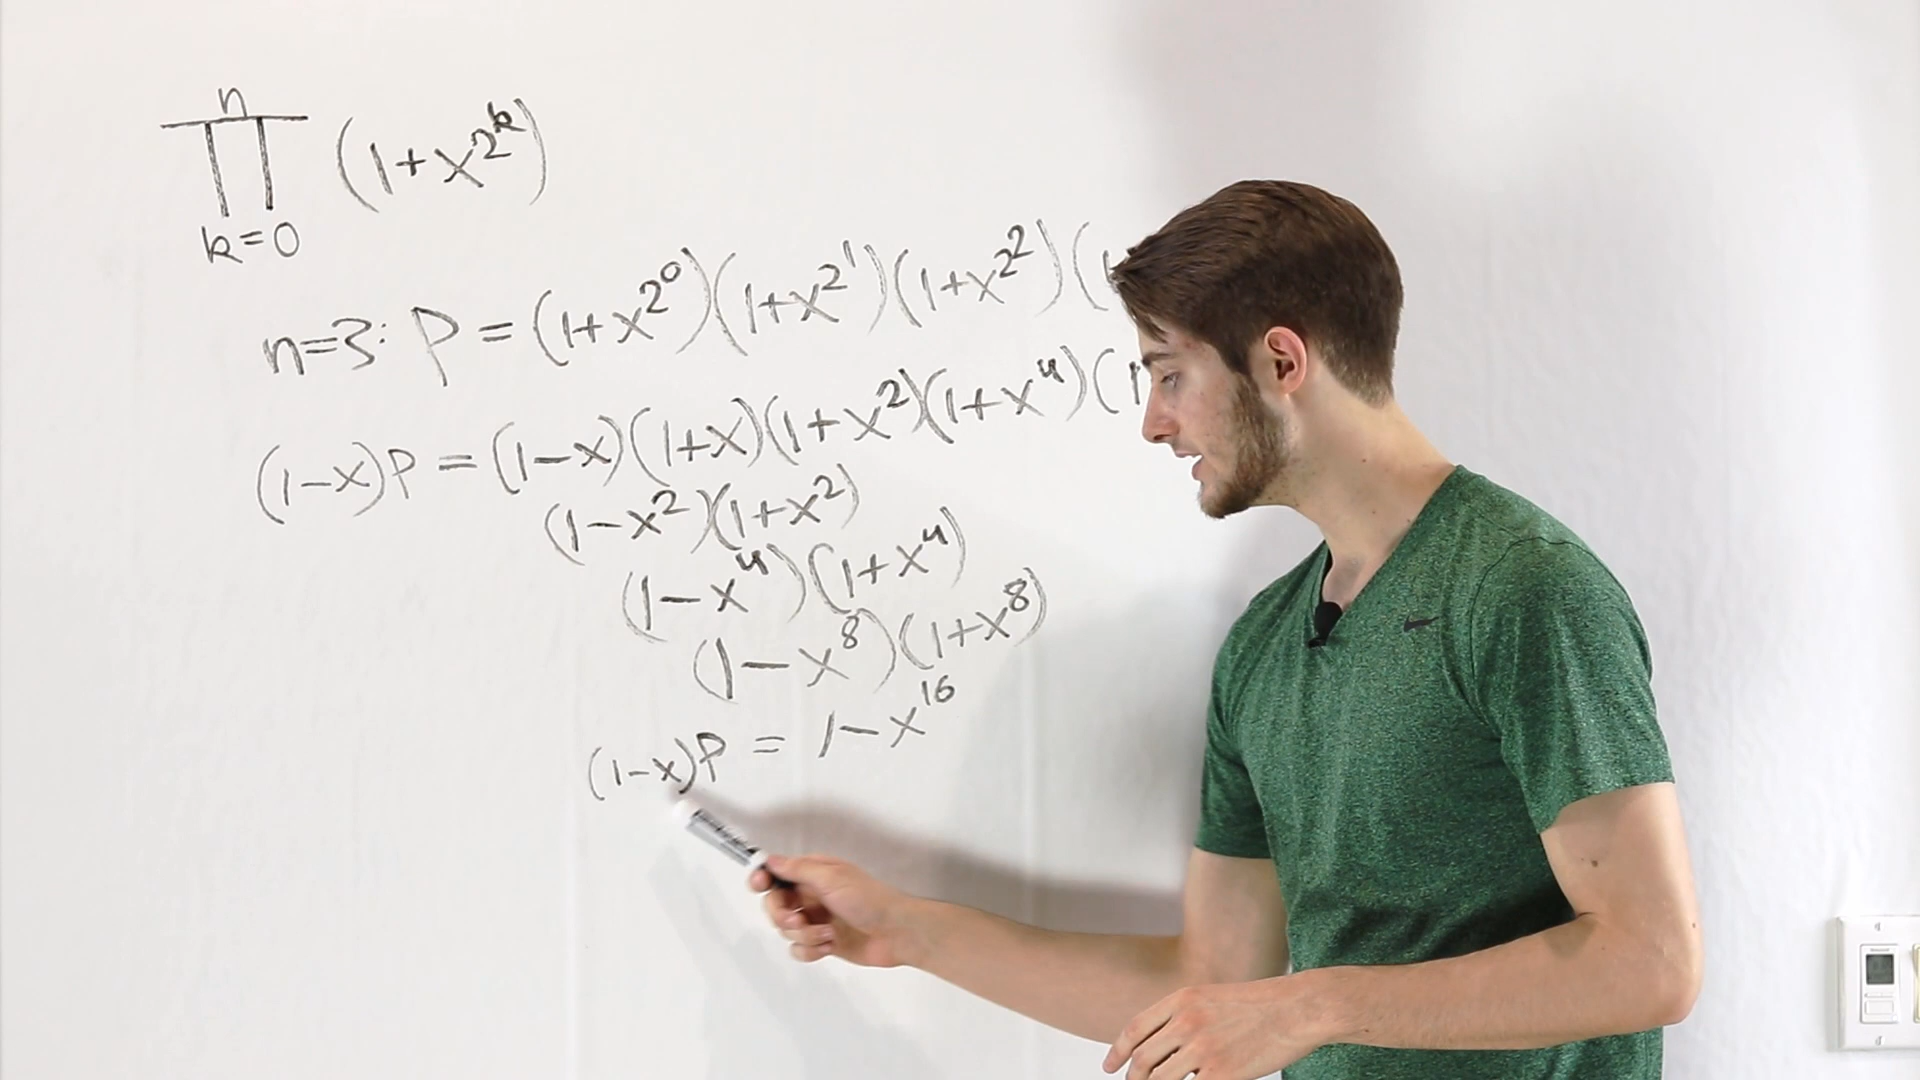 n
∏ (1+x^2^k)
k=0
n=3: P = (1+x^2^0)(1+x^2^1)(1+x^2^2)(
(1-x)P = (1-x)(1+x)(1+x^2)(1+x^4)(1
(1-x^2)(1+x^2)
(1-x^4)(1+x^4)
(1-x^8)(1+x^8)
(1-x)P = 1-x^16